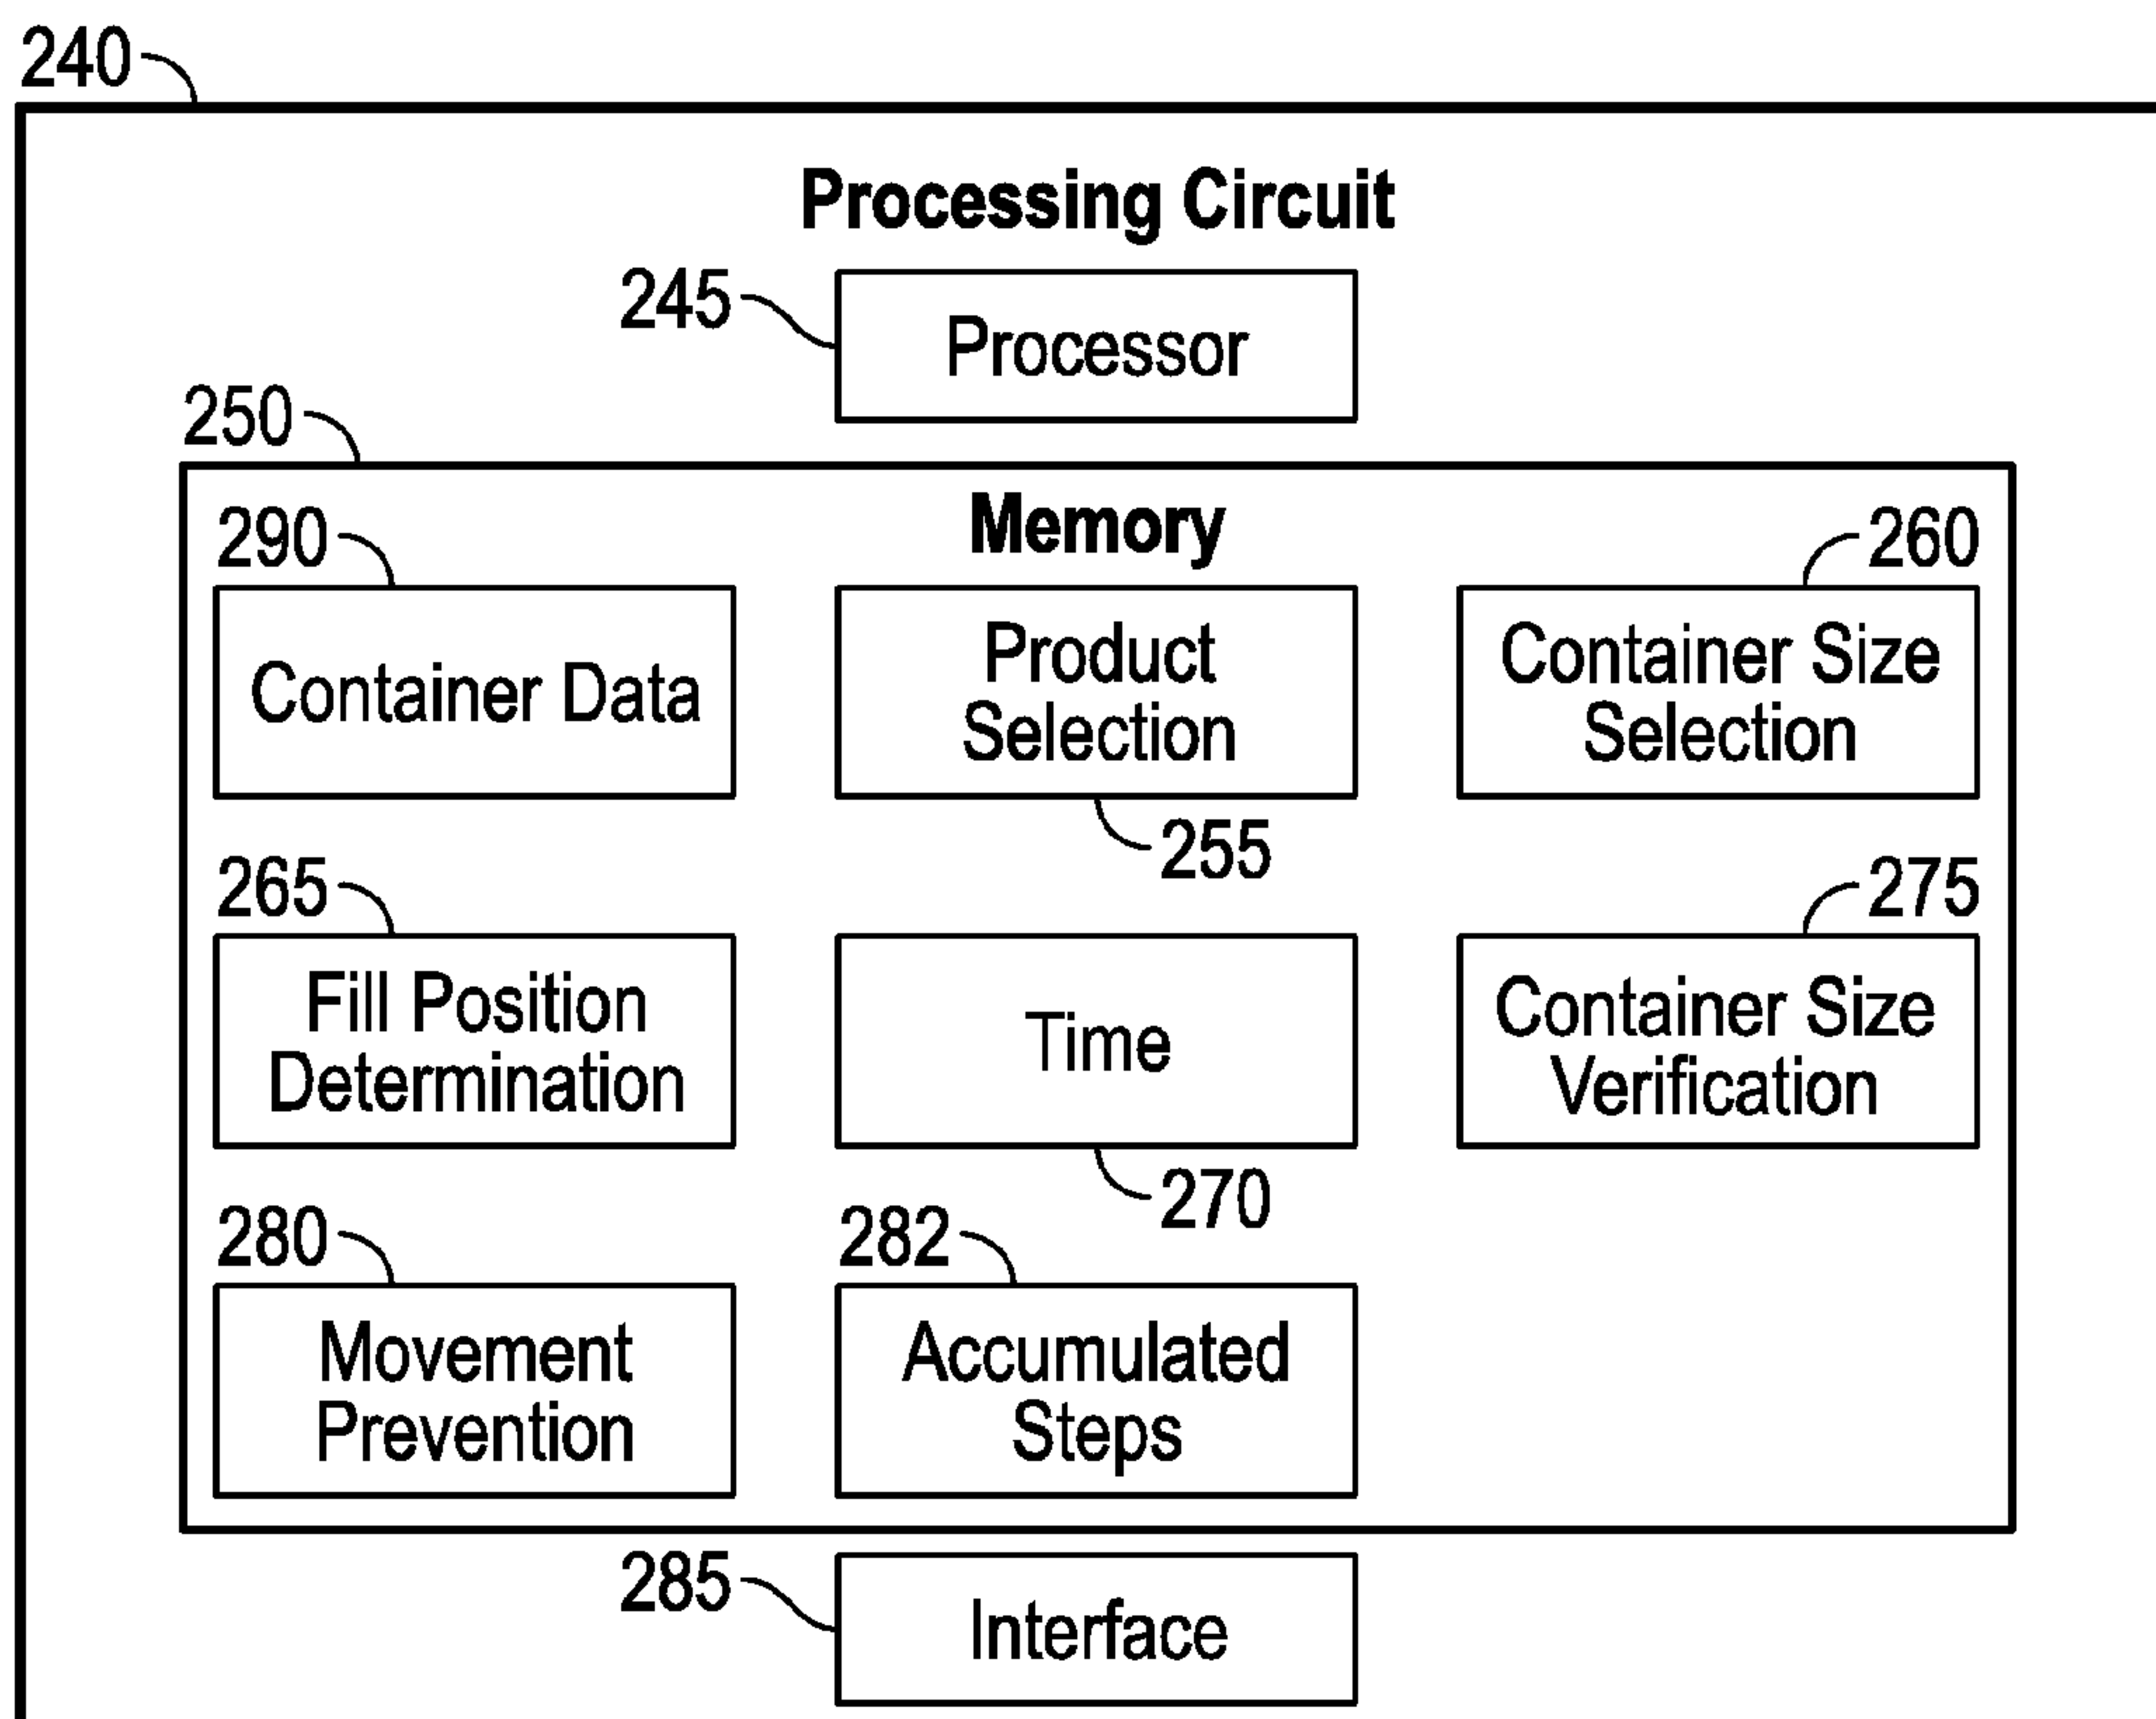 240
Processing Circuit
245
Processor
250
Memory
290
260
Container Data
Product
Selection
Container Size
Selection
255
265
275
Fill Position
Determination
Time
Container Size
Verification
270
280
282
Movement
Prevention
Accumulated
Steps
285
Interface